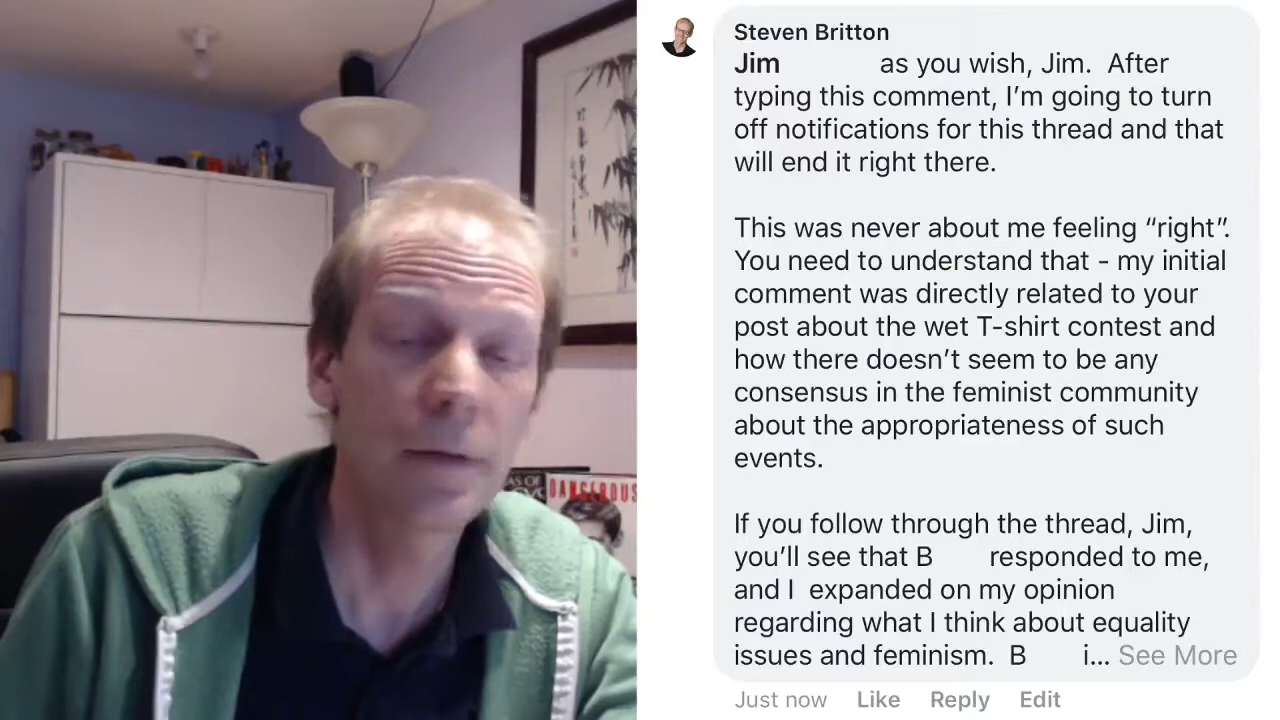 Steven Britton
Jim as you wish, Jim. After
typing this comment, I'm going to turn
off notifications for this thread and that
will end it right there.
This was never about me feeling “right”.
You need to understand that - my initial
comment was directly related to your
post about the wet T-shirt contest and
how there doesn't seem to be any
consensus in the feminist community
about the appropriateness of such
events.
If you follow through the thread, Jim,
you'll see that B responded to me,
and I expanded on my opinion
regarding what I think about equality
issues and feminism. B i... See More
Just now Like Reply Edit
AS OF
DANGEROUS